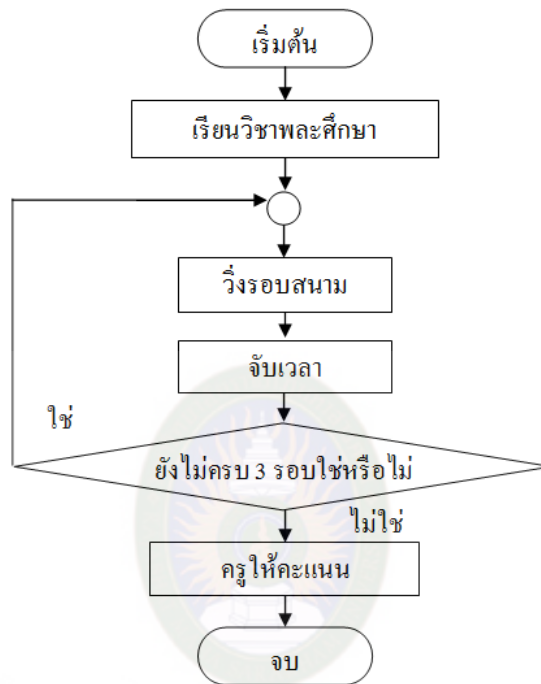 เริ่มต้น
เรียนวิชาพละศึกษา
วิ่งรอบสนาม
จับเวลา
ใช่
ยังไม่ครบ 3 รอบใช่หรือไม่
ไม่ใช่
ครูให้คะแนน
จบ